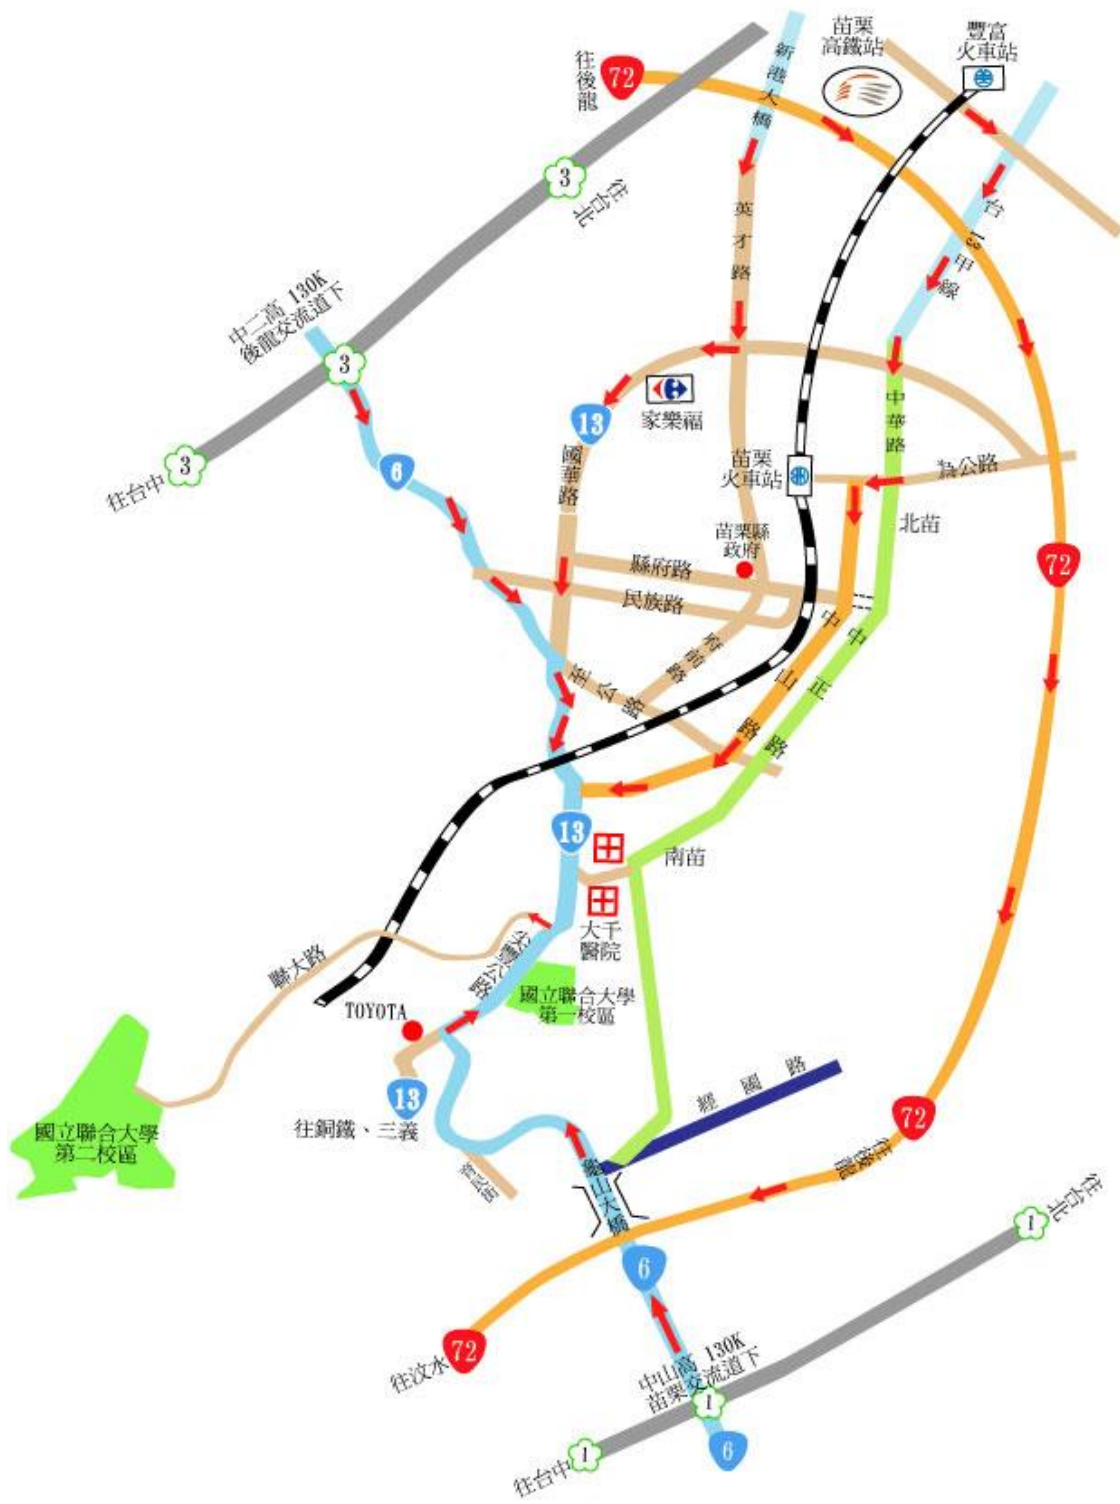 苗栗
高鐵站
豐富
火車站
往後龍
72
新港大橋
3
往台北
台13甲線
英才路
中二高 130K
後龍交流道下
3
家樂福
13
中華路
3
往台中
6
國華路
苗栗
火車站
為公路
北苗
苗栗縣
政府
縣府路
72
民族路
府前路
中山路
中正路
至公路
13
南苗
大千
醫院
聯大路
尖豐公路
國立聯合大學
第一校區
TOYOTA
13
往銅鑼、三義
經國路
72
國立聯合大學
第二校區
往後龍
龜山大橋
往台北
1
6
72
往汶水
中山高 130K
苗栗交流道下
1
6
1
往台中